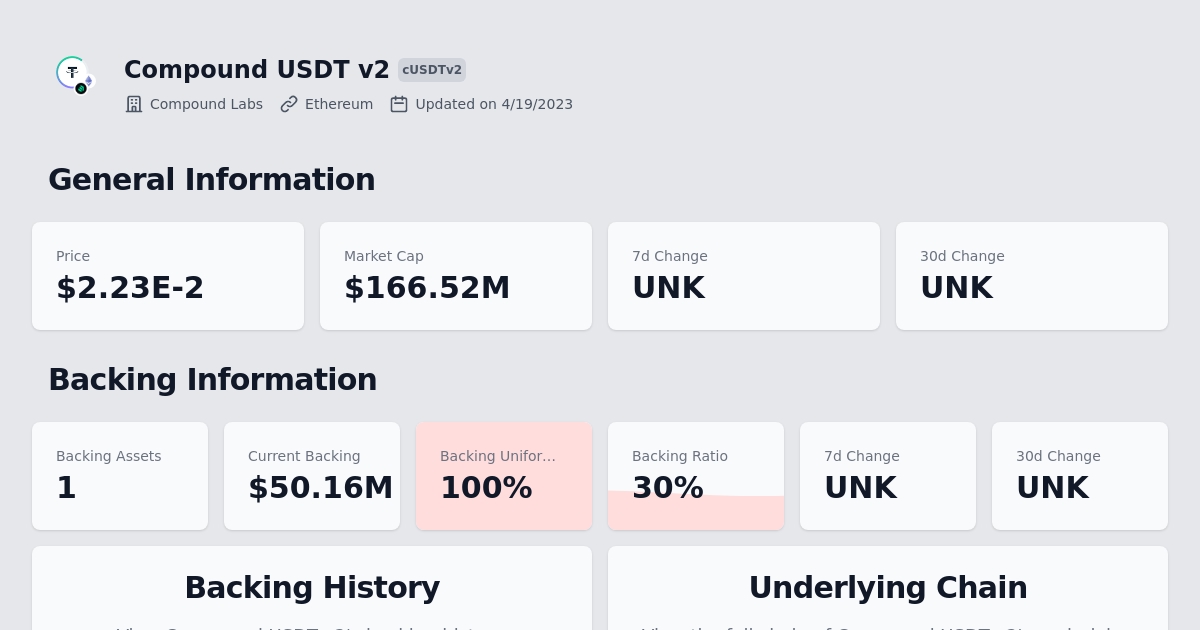 Compound USDT v2 cUSDTv2
Compound Labs Ethereum Updated on 4/19/2023
General Information
Price Market Cap 7d Change 30d Change
$2.23E-2 $166.52M UNK UNK
Backing Information
Backing Assets Current Backing Backing Unifor... Backing Ratio 7d Change 30d Change
1 $50.16M 100% 30% UNK UNK
Backing History Underlying Chain